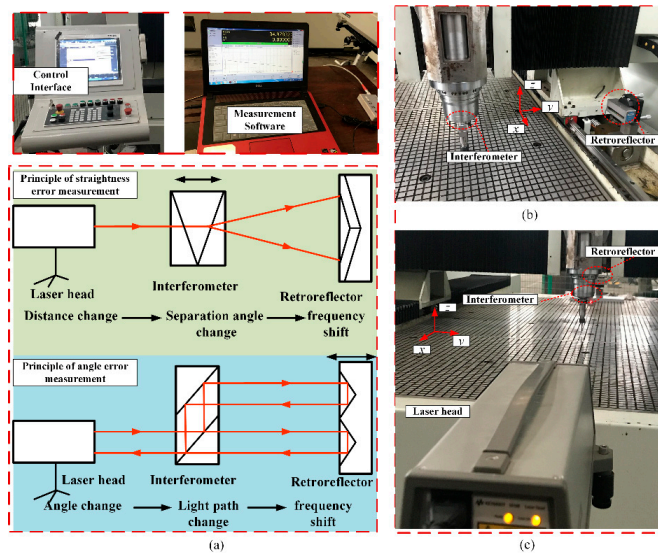 Control
Interface
Measurement
Software
Principle of straightness
error measurement
Laser head
Interferometer
Retroreflector
Distance change
Separation angle
change
frequency
shift
Principle of angle error
measurement
Laser head
Interferometer
Retroreflector
Angle change
Light path
change
frequency
shift
(a)
z
y
x
Interferometer
Retroreflector
(b)
Retroreflector
Interferometer
z
x
y
Laser head
(c)